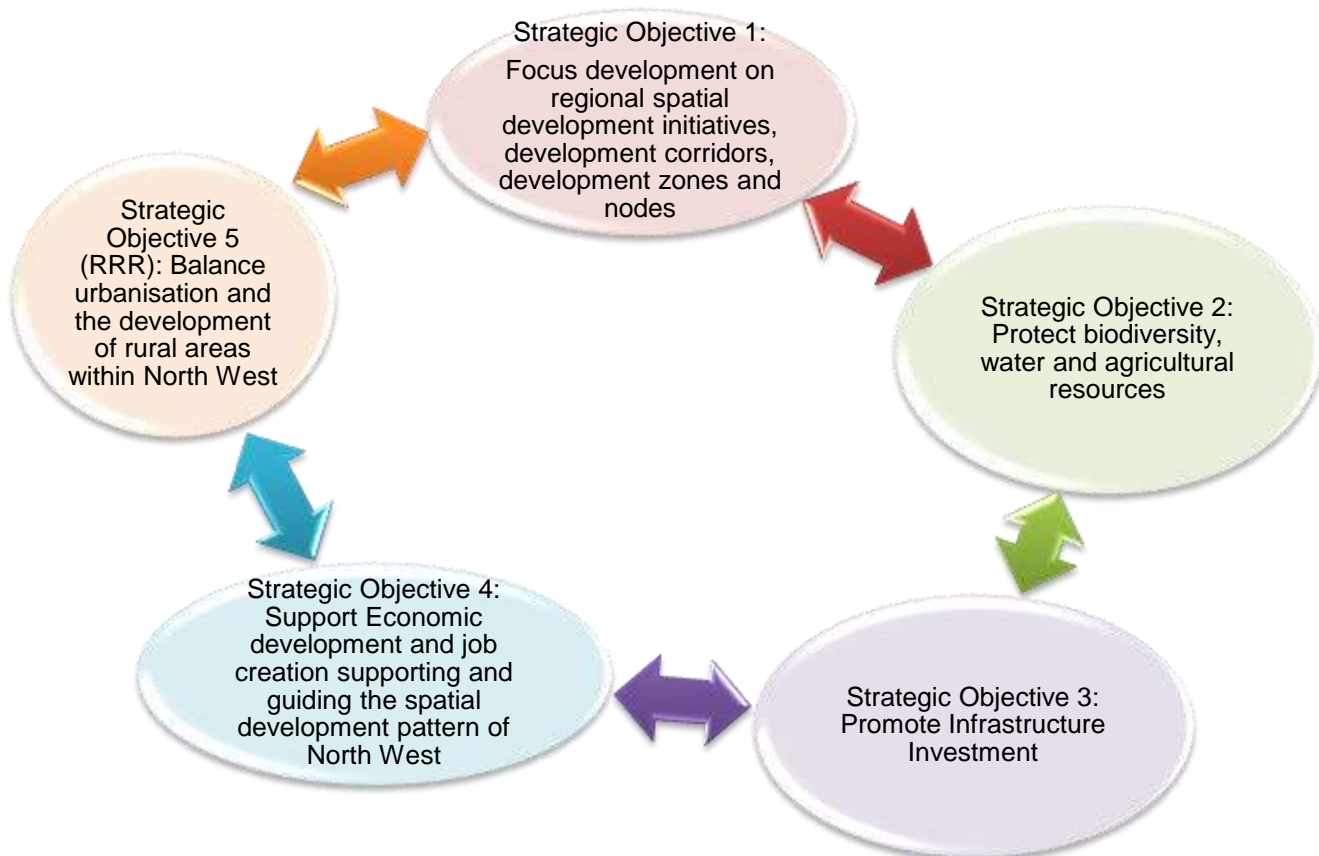 Strategic Objective 1:
Focus development on
regional spatial
development initiatives,
development corridors,
development zones and
nodes
Strategic Objective 2:
Protect biodiversity,
water and agricultural
resources
Strategic Objective 3:
Promote Infrastructure
Investment
Strategic Objective 4:
Support Economic
development and job
creation supporting and
guiding the spatial
development pattern of
North West
Strategic
Objective 5
(RRR): Balance
urbanisation and
the development
of rural areas
within North West